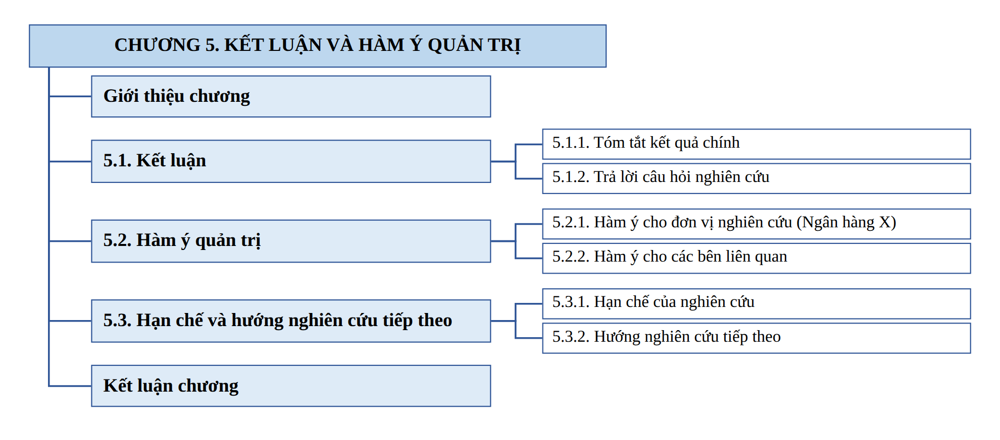 CHƯƠNG 5. KẾT LUẬN VÀ HÀM Ý QUẢN TRỊ
Giới thiệu chương
5.1. Kết luận
5.1.1. Tóm tắt kết quả chính
5.1.2. Trả lời câu hỏi nghiên cứu
5.2. Hàm ý quản trị
5.2.1. Hàm ý cho đơn vị nghiên cứu (Ngân hàng X)
5.2.2. Hàm ý cho các bên liên quan
5.3. Hạn chế và hướng nghiên cứu tiếp theo
5.3.1. Hạn chế của nghiên cứu
5.3.2. Hướng nghiên cứu tiếp theo
Kết luận chương